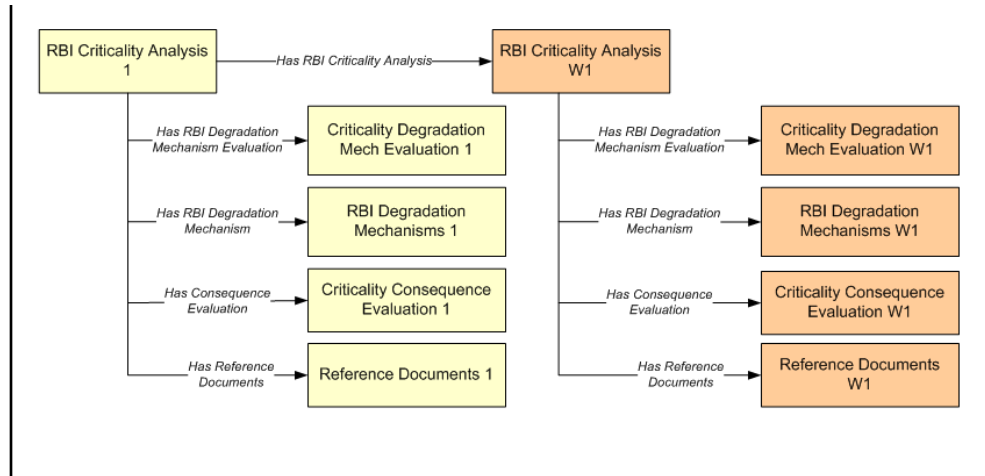 RBI Criticality Analysis
1
Has RBI Criticality Analysis
RBI Criticality Analysis
W1
Has RBI Degradation
Mechanism Evaluation
Criticality Degradation
Mech Evaluation 1
Has RBI Degradation
Mechanism Evaluation
Criticality Degradation
Mech Evaluation W1
Has RBI Degradation
Mechanism
RBI Degradation
Mechanisms 1
Has RBI Degradation
Mechanism
RBI Degradation
Mechanisms W1
Has Consequence
Evaluation
Criticality Consequence
Evaluation 1
Has Consequence
Evaluation
Criticality Consequence
Evaluation W1
Has Reference
Documents
Reference Documents 1
Has Reference
Documents
Reference Documents
W1